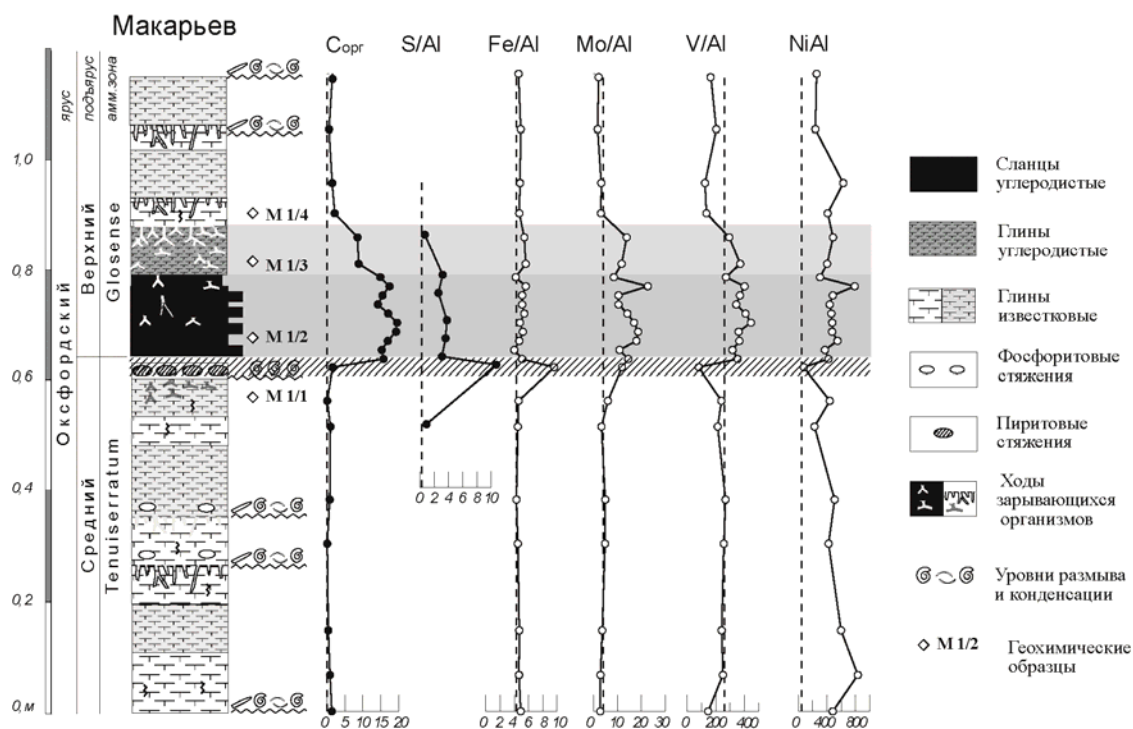 Макарьев
ярус
подъярус
амм.зона
Cорг
S/Al
Fe/Al
Mo/Al
V/Al
NiAl
1,0
0,8
0,6
0,4
0,2
0, м
Оксфордский
Верхний
Средний
Glosense
Tenuiserratum
M 1/4
M 1/3
M 1/2
M 1/1
0 5 10 15 20
0 2 4 6 8 10
0 2 4 6 8 10
0 10 20 30
0 200 400
0 400 800
Сланцы
углеродистые
Глины
углеродистые
Глины
известковые
Фосфоритовые
стяжения
Пиритовые
стяжения
Ходы
зарывающихся
организмов
Уровни размыва
и конденсации
M 1/2
Геохимические
образцы